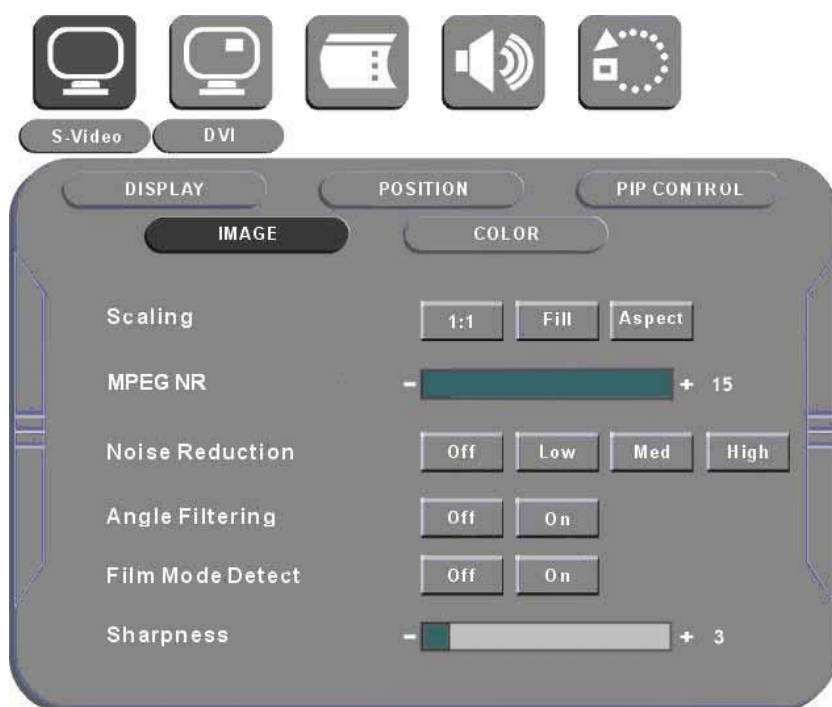 S-Video DVI
DISPLAY POSITION PIP CONTROL
IMAGE COLOR
Scaling 1:1 Fill Aspect
MPEG NR - + 15
Noise Reduction Off Low Med High
Angle Filtering Off On
Film Mode Detect Off On
Sharpness - + 3